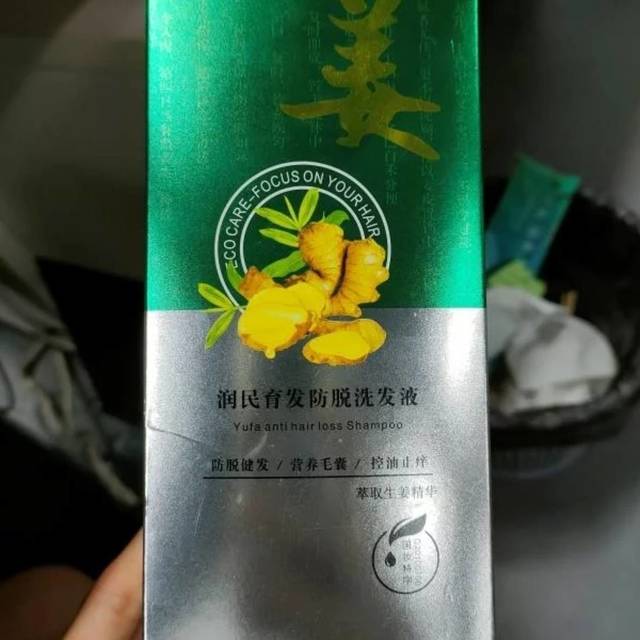 姜
ECO CARE-FOCUS ON YOUR HAIR
润民育发防脱洗发液
Yufa anti hair loss Shampoo
防脱健发 / 营养毛囊 / 控油止痒
萃取生姜精华